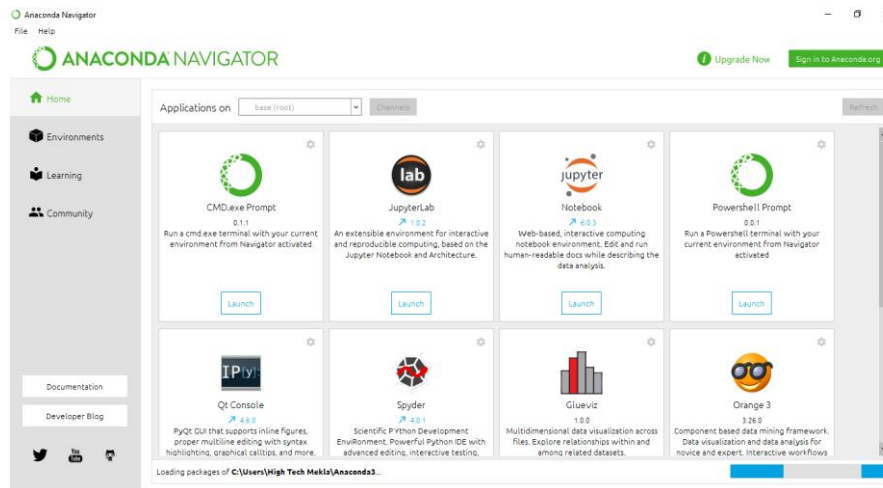 Anaconda Navigator
File Help
ANACONDA NAVIGATOR
Upgrade Now
Sign in to Anaconda.org
Home
Environments
Learning
Community
Documentation
Developer Blog
You Tube
Applications on base (root) Channels Refresh
CMD.exe Prompt
0.1.1
Run a cmd.exe terminal with your current
environment from Navigator activated
Launch
lab
JupyterLab
1.0.2
An extensible environment for interactive
and reproducible computing, based on the
Jupyter Notebook and Architecture.
Launch
jupyter
Notebook
6.0.3
Web-based, interactive computing
notebook environment. Edit and run
human-readable docs while describing the
data analysis.
Launch
Powershell Prompt
0.0.1
Run a Powershell terminal with your
current environment from Navigator
activated
Launch
IP[y]:
Qt Console
4.6.0
PyQt GUI that supports inline figures,
proper multiline editing with syntax
highlighting, graphical calltips, and more.
Spyder
4.0.1
Scientific PYthon Development
EnviRonment. Powerful Python IDE with
advanced editing, interactive testing,
Glueviz
1.0.0
Multidimensional data visualization across
files. Explore relationships within and
among related datasets.
Orange 3
3.26.0
Component based data mining framework.
Data visualization and data analysis for
novice and expert. Interactive workflows
Loading packages of C:\Users\High Tech Mekla\Anaconda3...